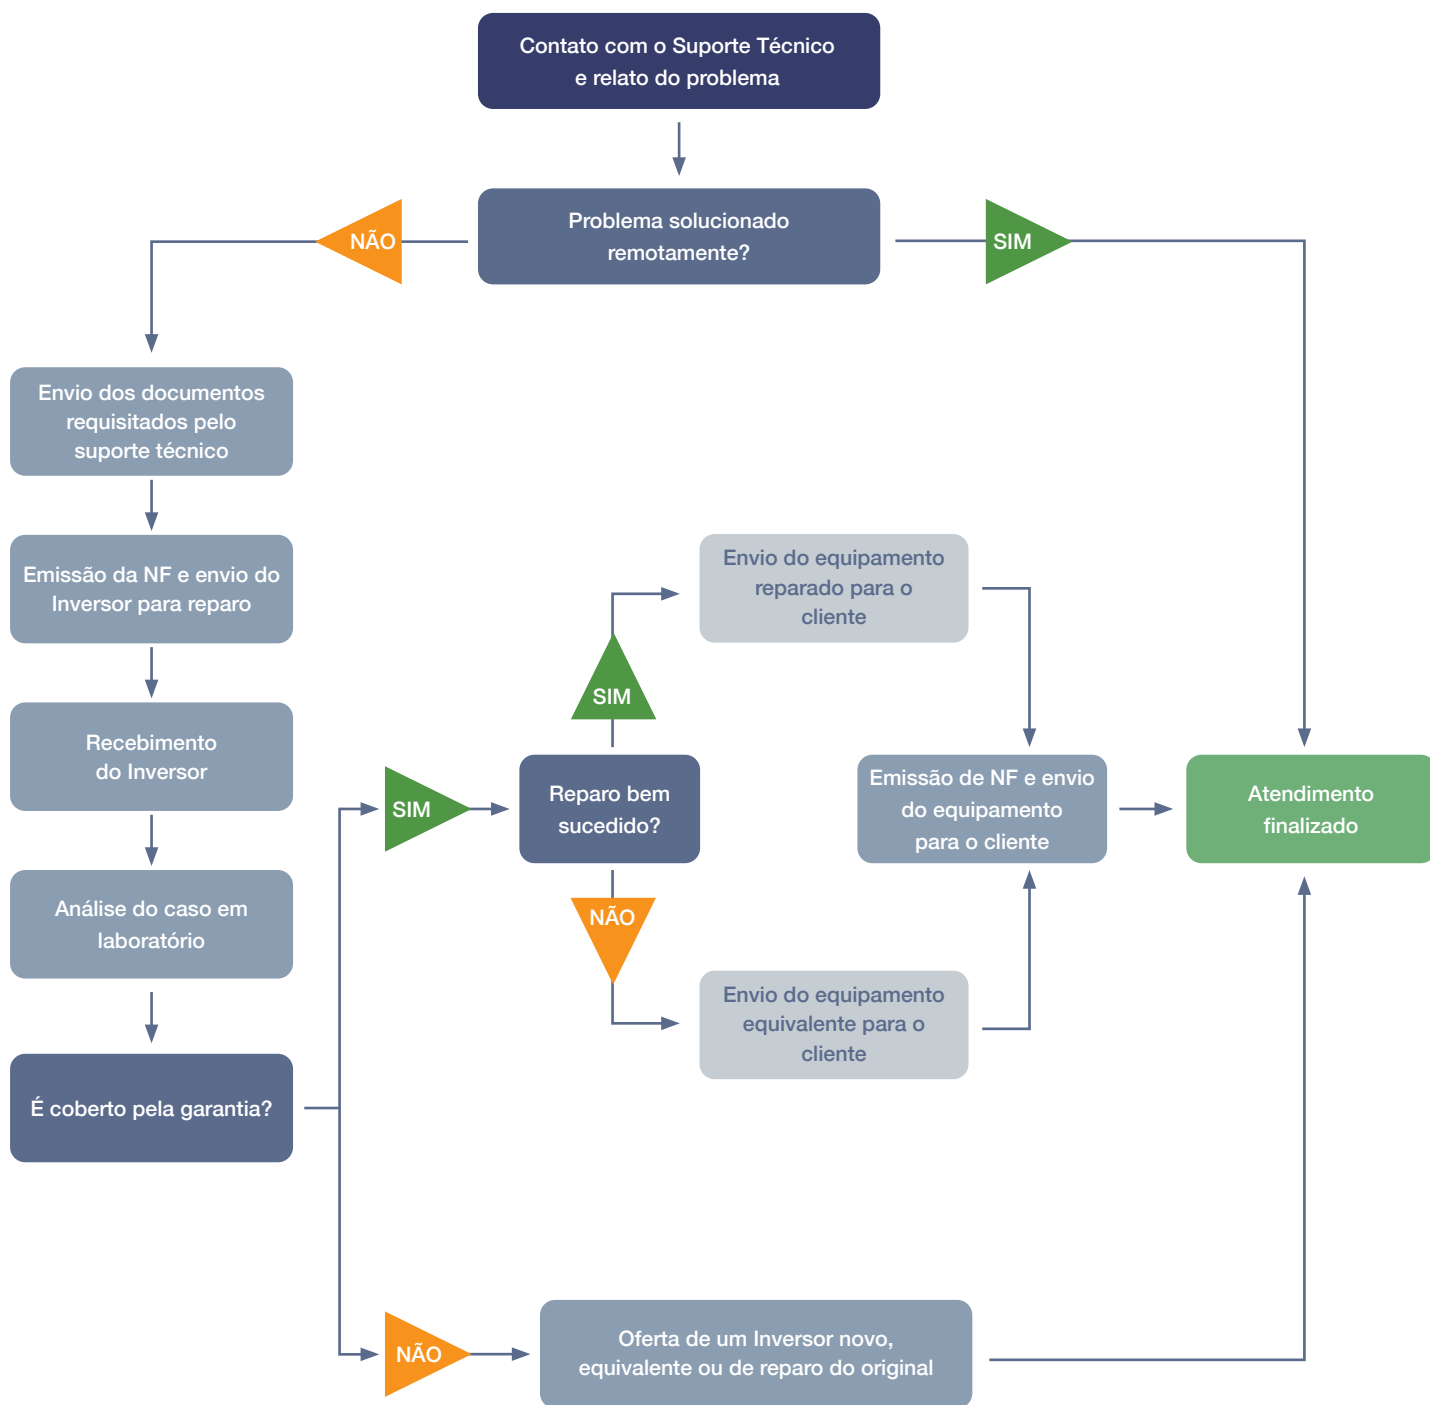 Contato com o Suporte Técnico
e relato do problema
Problema solucionado
remotamente?
NÃO
SIM
Envio dos documentos
requisitados pelo
suporte técnico
Emissão da NF e envio do
Inversor para reparo
Recebimento
do Inversor
Análise do caso em
laboratório
É coberto pela garantia?
SIM
Reparo bem
sucedido?
SIM
Envio do equipamento
reparado para o
cliente
NÃO
Envio do equipamento
equivalente para o
cliente
Emissão de NF e envio
do equipamento
para o cliente
Atendimento
finalizado
NÃO
Oferta de um Inversor novo,
equivalente ou de reparo do original